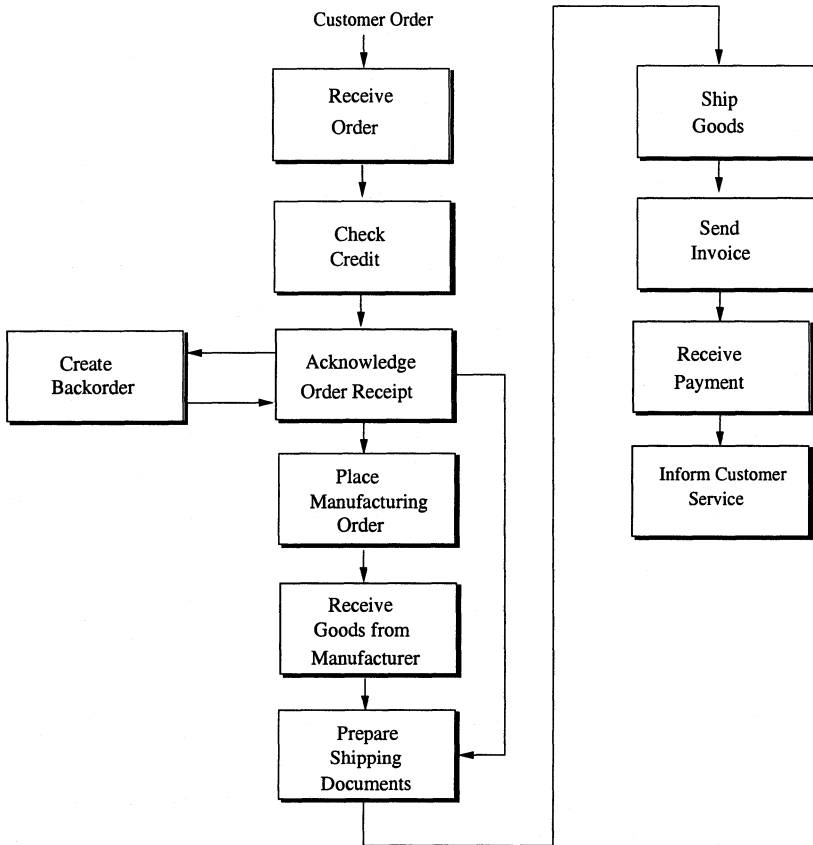 Customer Order
Receive
Order
Check
Credit
Create
Backorder
Acknowledge
Order Receipt
Place
Manufacturing
Order
Receive
Goods from
Manufacturer
Prepare
Shipping
Documents
Ship
Goods
Send
Invoice
Receive
Payment
Inform Customer
Service